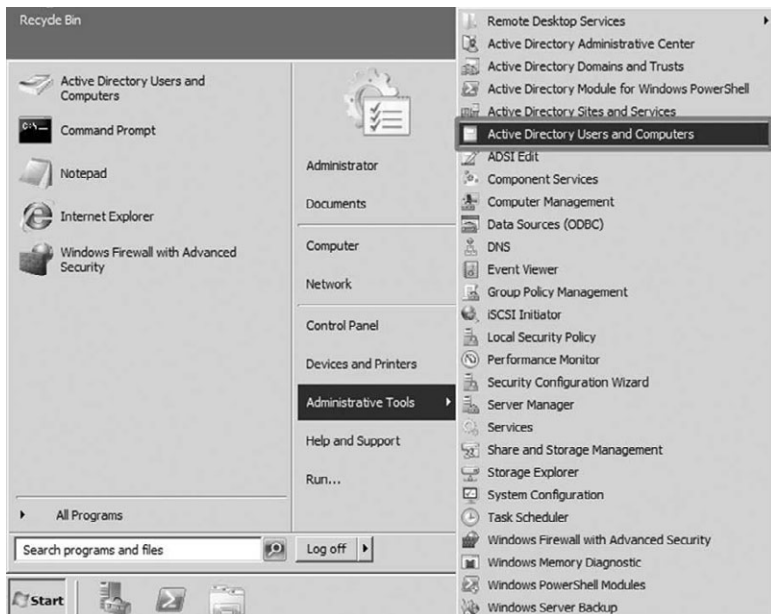 Recycle Bin
Active Directory Users and
Computers
Command Prompt
Notepad
Internet Explorer
Windows Firewall with Advanced
Security
All Programs
Search programs and files
Start
Administrator
Documents
Computer
Network
Control Panel
Devices and Printers
Administrative Tools
Help and Support
Run...
Log off
Remote Desktop Services
Active Directory Administrative Center
Active Directory Domains and Trusts
Active Directory Module for Windows PowerShell
Active Directory Sites and Services
Active Directory Users and Computers
ADSI Edit
Component Services
Computer Management
Data Sources (ODBC)
DNS
Event Viewer
Group Policy Management
iSCSI Initiator
Local Security Policy
Performance Monitor
Security Configuration Wizard
Server Manager
Services
Share and Storage Management
Storage Explorer
System Configuration
Task Scheduler
Windows Firewall with Advanced Security
Windows Memory Diagnostic
Windows PowerShell Modules
Windows Server Backup